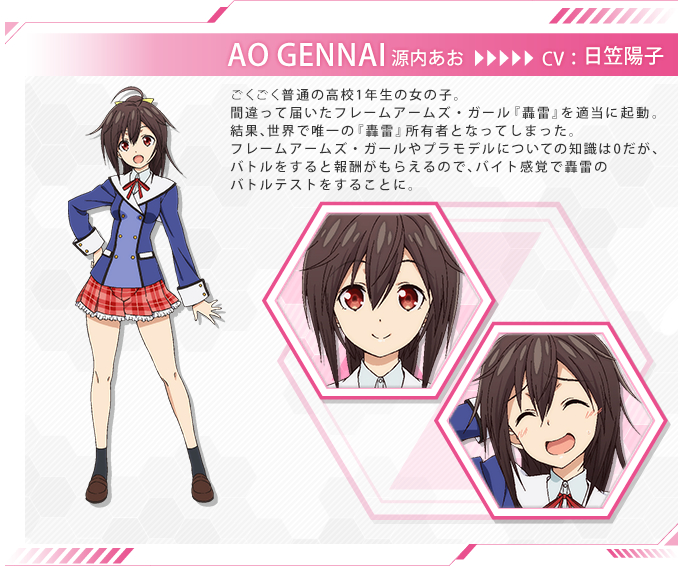 AO GENNAI 源内あお ▶▶▶▶▶ CV：日笠陽子
ごくごく普通の高校1年生の女の子。
間違って届いたフレームアームズ・ガール『轟雷』を適当に起動。
結果、世界で唯一の『轟雷』所有者となってしまった。
フレームアームズ・ガールやプラモデルについての知識は0だが、
バトルをすると報酬がもらえるので、バイト感覚で轟雷の
バトルテストをすることに。